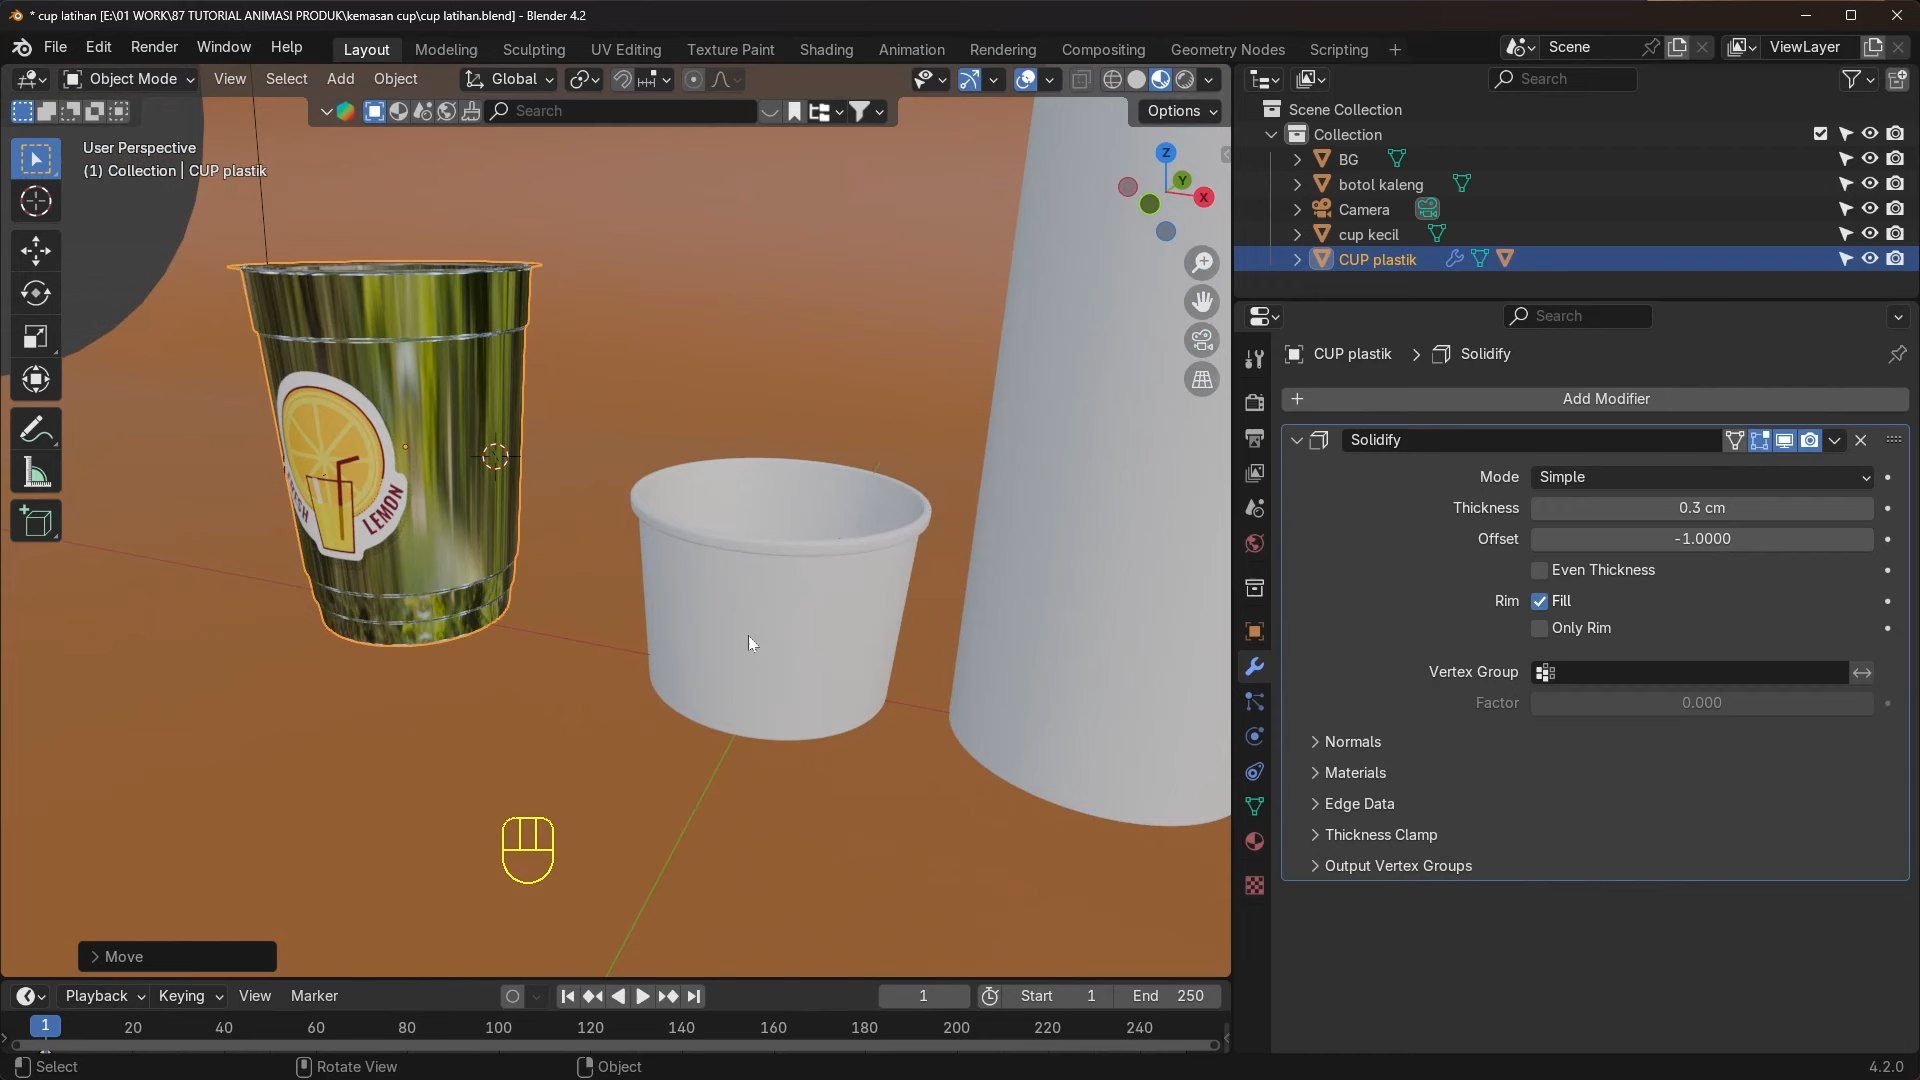 * cup latihan [E:\01 WORK\87 TUTORIAL ANIMASI PRODUK\kemasan cup\cup latihan.blend] - Blender 4.2
File Edit Render Window Help Layout Modeling Sculpting UV Editing Texture Paint Shading Animation Rendering Compositing Geometry Nodes Scripting + Scene ViewLayer
Object Mode View Select Add Object Global
Search Options
User Perspective
(1) Collection | CUP plastik
Z
Y
X
FRESH LEMON
Move
Search
Scene Collection
Collection
BG
botol kaleng
Camera
cup kecil
CUP plastik
Search
CUP plastik > Solidify
+ Add Modifier
Solidify
Mode Simple
Thickness 0.3 cm
Offset -1.0000
Even Thickness
Rim Fill
Only Rim
Vertex Group
Factor 0.000
Normals
Materials
Edge Data
Thickness Clamp
Output Vertex Groups
Playback Keying View Marker 1 Start 1 End 250
1 20 40 60 80 100 120 140 160 180 200 220 240
Select Rotate View Object 4.2.0